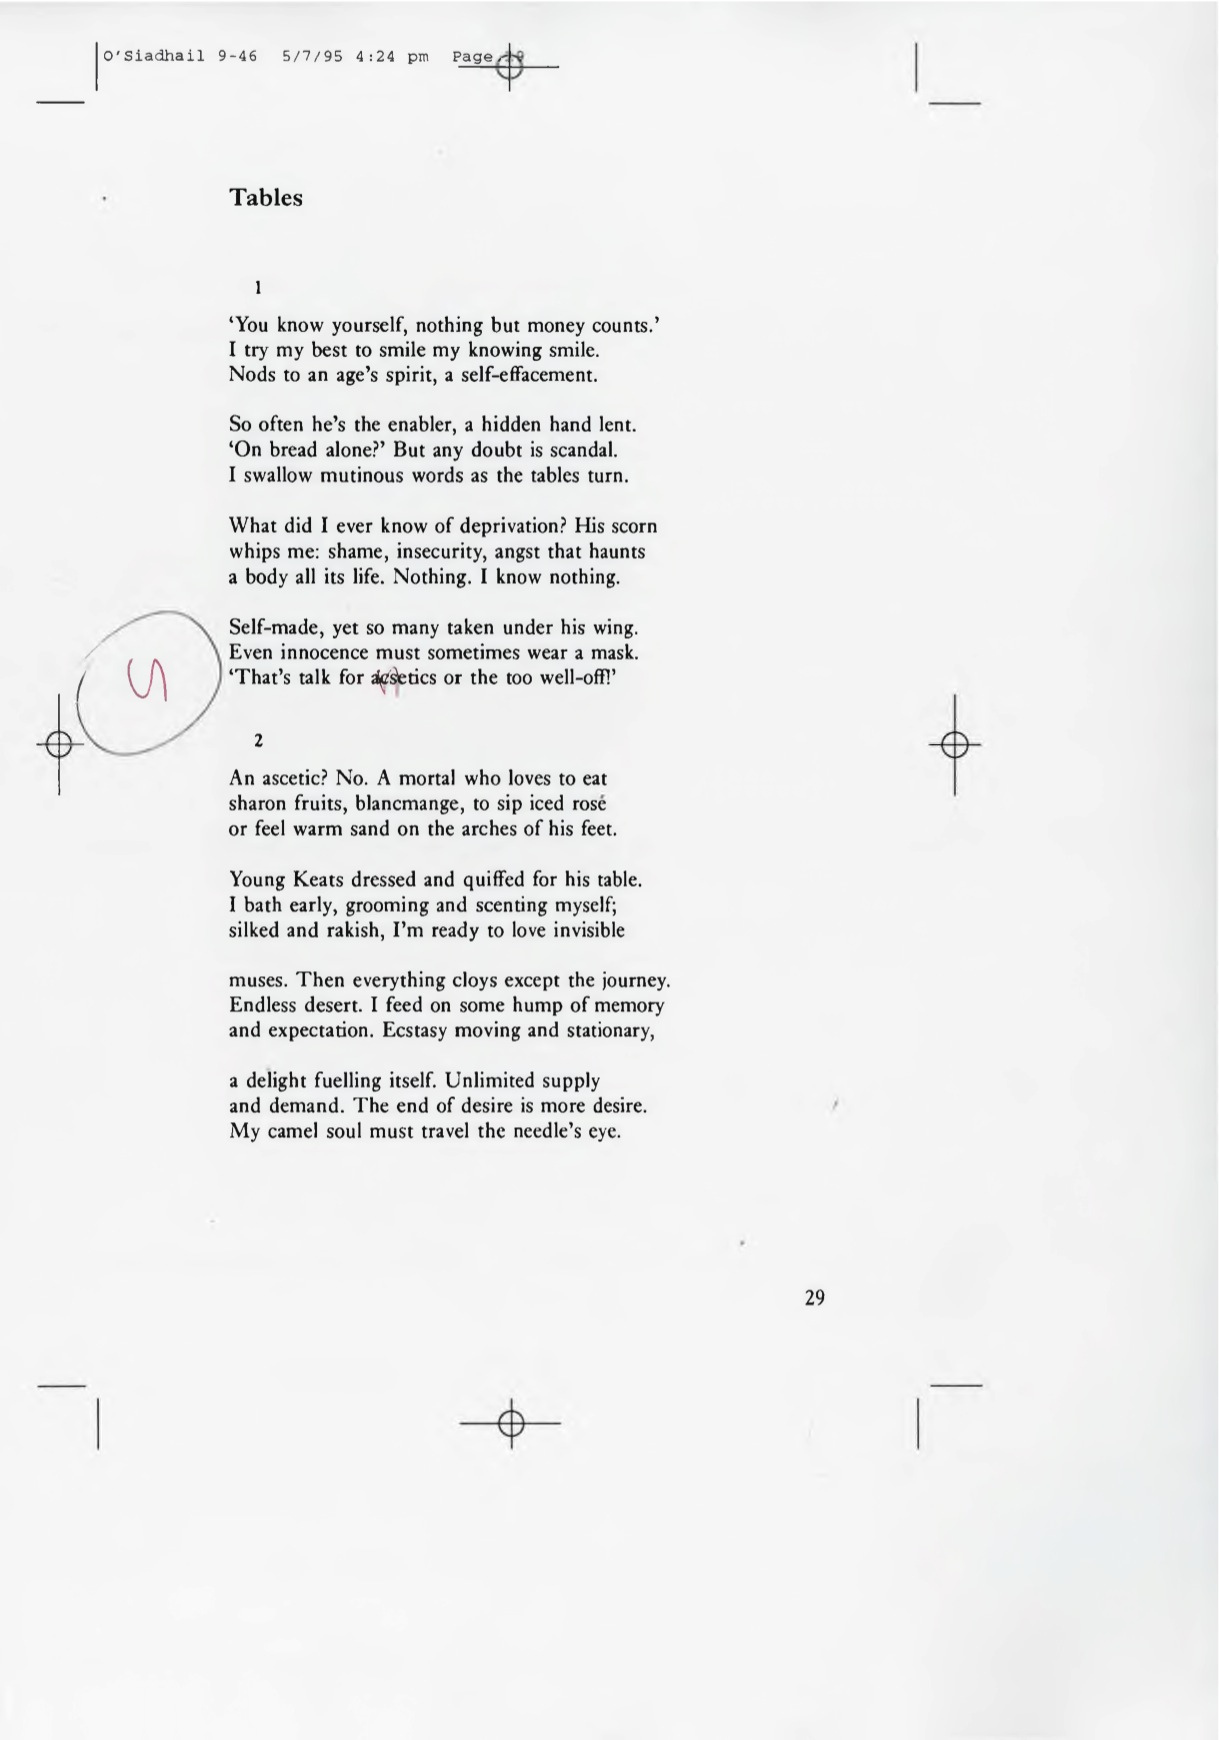 O'Siadhail 9-46 5/7/95 4:24 pm Page
Tables
1
‘You know yourself, nothing but money counts.’
I try my best to smile my knowing smile.
Nods to an age’s spirit, a self-effacement.
So often he’s the enabler, a hidden hand lent.
‘On bread alone?’ But any doubt is scandal.
I swallow mutinous words as the tables turn.
What did I ever know of deprivation? His scorn
whips me: shame, insecurity, angst that haunts
a body all its life. Nothing. I know nothing.
Self-made, yet so many taken under his wing.
Even innocence must sometimes wear a mask.
‘That’s talk for acsetics or the too well-off!’
2
An ascetic? No. A mortal who loves to eat
sharon fruits, blancmange, to sip iced rosé
or feel warm sand on the arches of his feet.
Young Keats dressed and quiffed for his table.
I bath early, grooming and scenting myself;
silked and rakish, I’m ready to love invisible
muses. Then everything cloys except the journey.
Endless desert. I feed on some hump of memory
and expectation. Ecstasy moving and stationary,
a delight fuelling itself. Unlimited supply
and demand. The end of desire is more desire.
My camel soul must travel the needle’s eye.
29